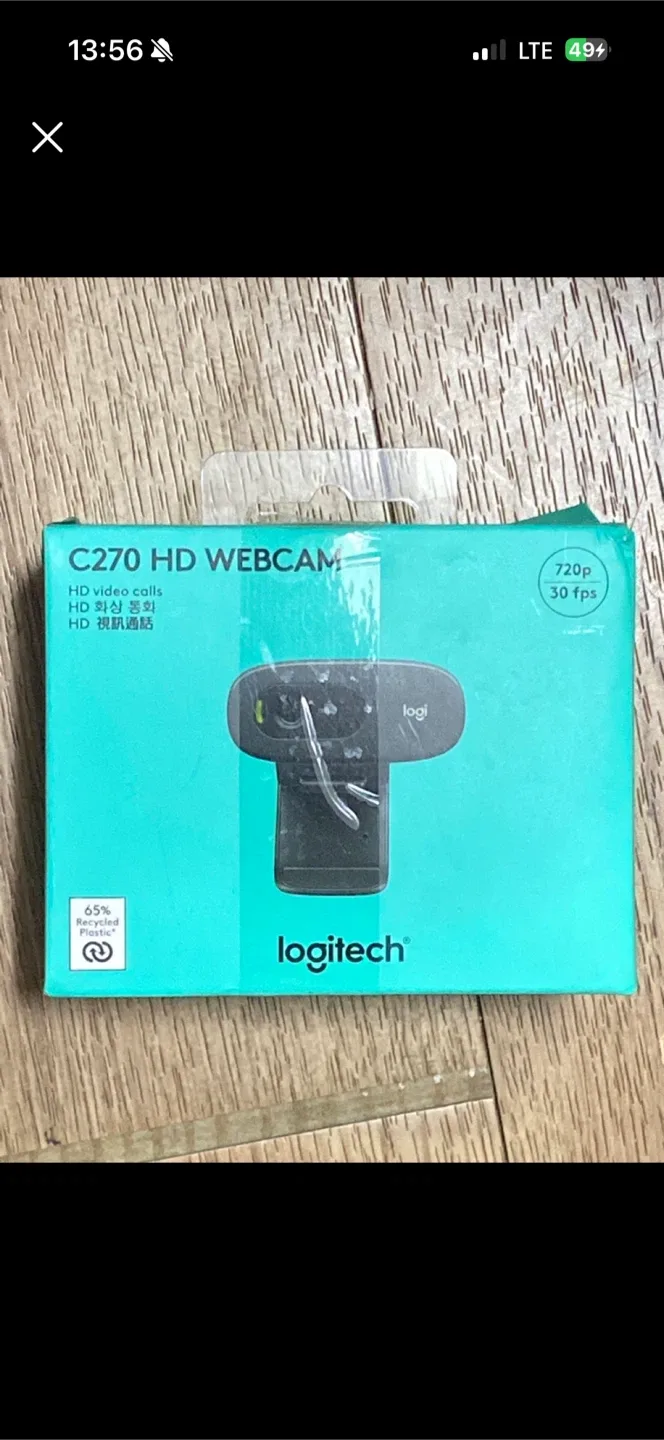 13:56
LTE
49
C270 HD WEBCAM
HD video calls
HD 화상 통화
HD 視訊通話
720p
30 fps
logi
65%
Recycled
Plastic*
logitech®